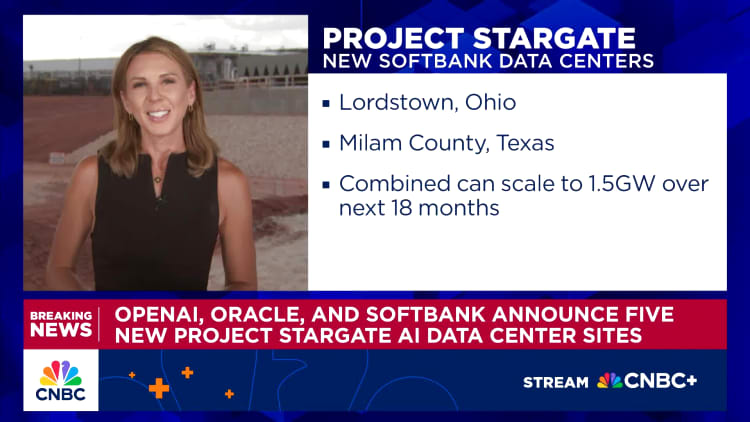 PROJECT STARGATE
NEW SOFTBANK DATA CENTERS
Lordstown, Ohio
Milam County, Texas
Combined can scale to 1.5GW over
next 18 months
BREAKING
NEWS
OPENAI, ORACLE, AND SOFTBANK ANNOUNCE FIVE
NEW PROJECT STARGATE AI DATA CENTER SITES
CNBC
STREAM CNBC+